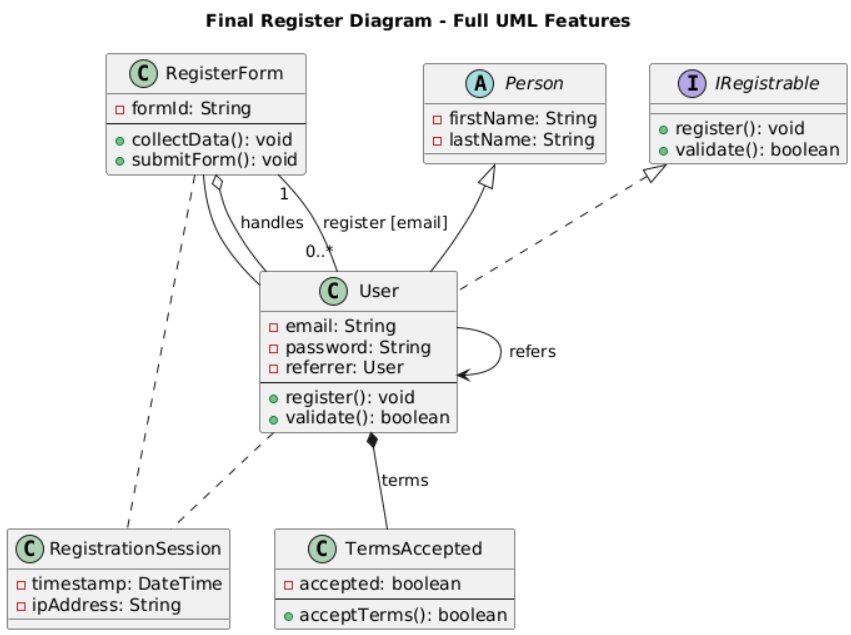 Final Register Diagram - Full UML Features
C RegisterForm
formId: String
collectData(): void
submitForm(): void
A Person
firstName: String
lastName: String
I IRegistrable
register(): void
validate(): boolean
1
handles
register [email]
0..*
C User
email: String
password: String
referrer: User
register(): void
validate(): boolean
refers
terms
C RegistrationSession
timestamp: DateTime
ipAddress: String
C TermsAccepted
accepted: boolean
acceptTerms(): boolean